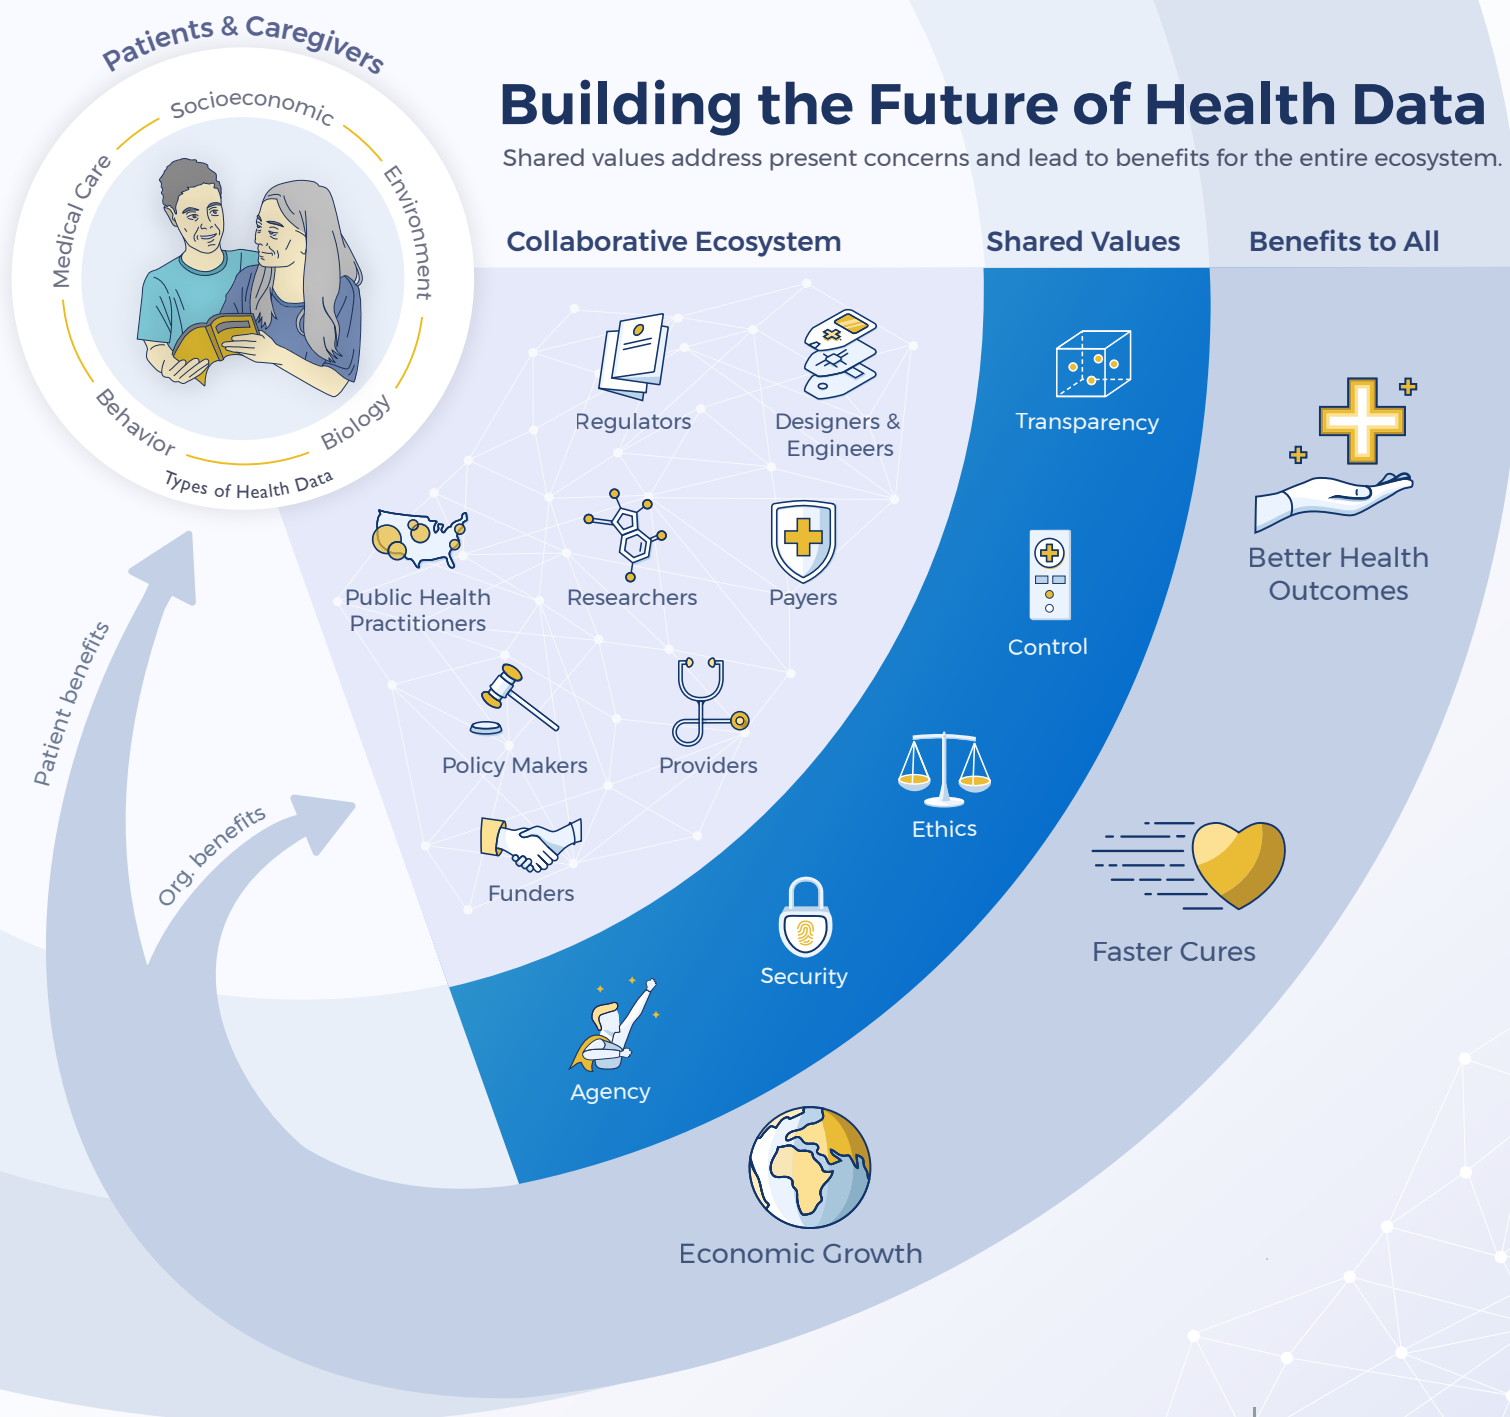 Patients & Caregivers
Socioeconomic
Medical Care
Environment
Behavior
Biology
Types of Health Data
Building the Future of Health Data
Shared values address present concerns and lead to benefits for the entire ecosystem.
Collaborative Ecosystem
Shared Values
Benefits to All
Regulators
Designers &
Engineers
Public Health
Practitioners
Researchers
Payers
Policy Makers
Providers
Funders
Transparency
Control
Ethics
Security
Agency
Better Health
Outcomes
Faster Cures
Economic Growth
Patient benefits
Org. benefits